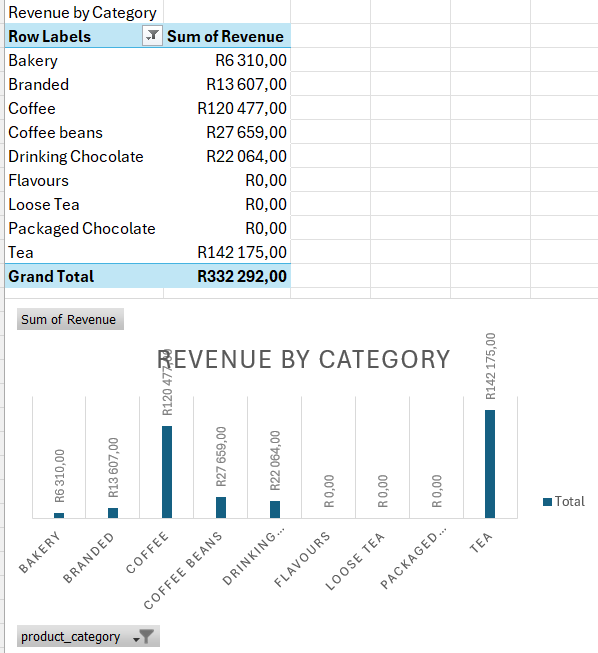 Revenue by Category
Row Labels Sum of Revenue
Bakery R6 310,00
Branded R13 607,00
Coffee R120 477,00
Coffee beans R27 659,00
Drinking Chocolate R22 064,00
Flavours R0,00
Loose Tea R0,00
Packaged Chocolate R0,00
Tea R142 175,00
Grand Total R332 292,00
Sum of Revenue
REVENUE BY CATEGORY
R6 310,00
R13 607,00
R120 477,00
R27 659,00
R22 064,00
R0,00
R0,00
R0,00
R142 175,00
Total
BAKERY
BRANDED
COFFEE
COFFEE BEANS
DRINKING...
FLAVOURS
LOOSE TEA
PACKAGED...
TEA
product_category